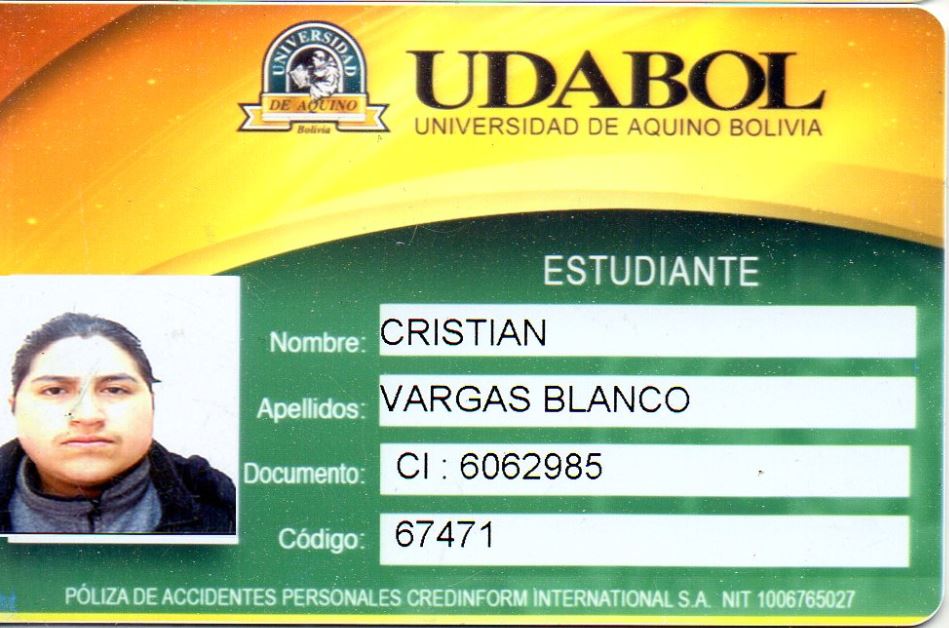 UNIVERSIDAD
DE AQUINO
Bolivia
UDABOL
UNIVERSIDAD DE AQUINO BOLIVIA
ESTUDIANTE
Nombre: CRISTIAN
Apellidos: VARGAS BLANCO
Documento: CI : 6062985
Código: 67471
PÓLIZA DE ACCIDENTES PERSONALES CREDINFORM INTERNATIONAL S.A. NIT 1006765027